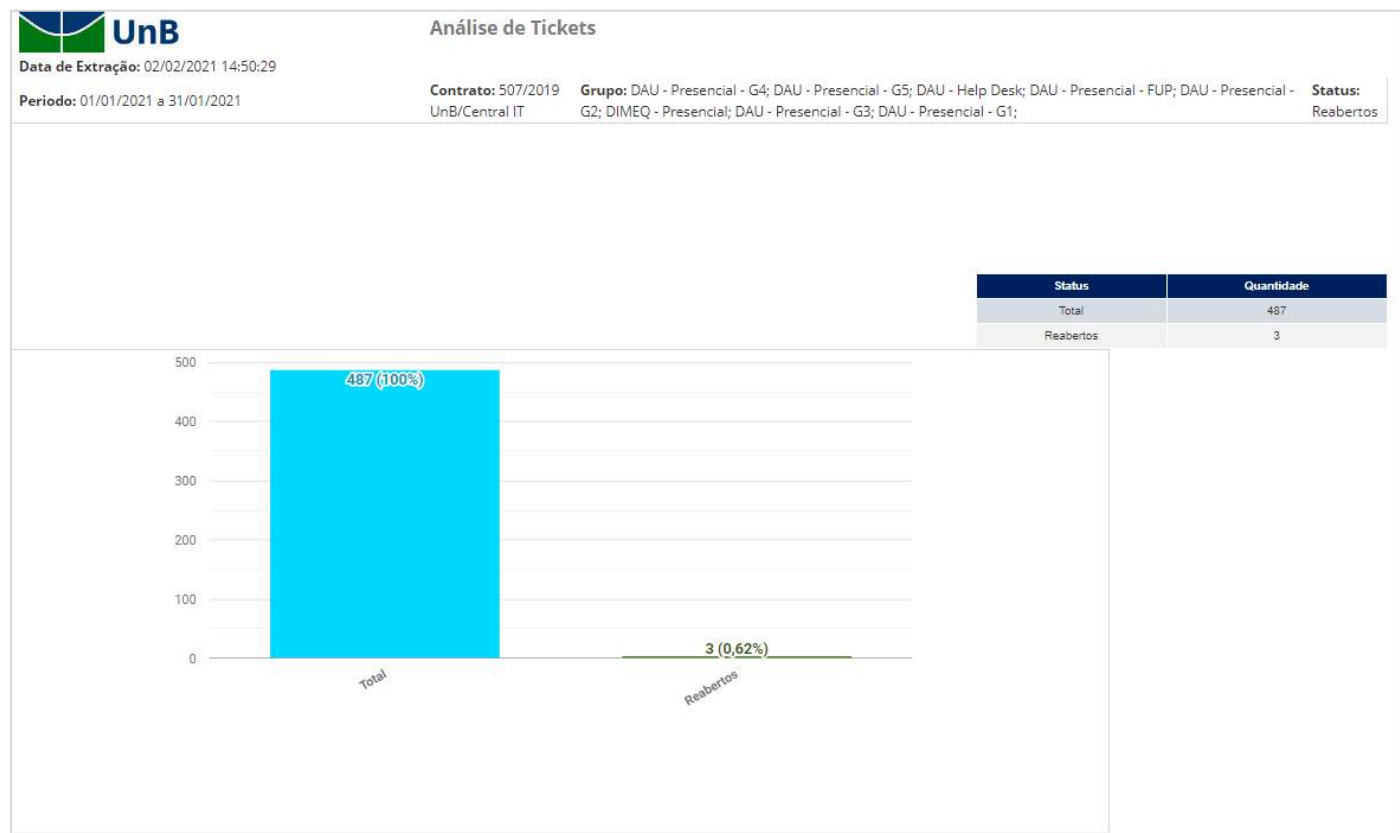 UnB
Análise de Tickets
Data de Extração: 02/02/2021 14:50:29
Periodo: 01/01/2021 a 31/01/2021
Contrato: 507/2019
UnB/Central IT
Grupo: DAU - Presencial - G4; DAU - Presencial - G5; DAU - Help Desk; DAU - Presencial - FUP; DAU - Presencial -
G2; DIMEQ - Presencial; DAU - Presencial - G3; DAU - Presencial - G1;
Status:
Reabertos
Status Quantidade
Total 487
Reabertos 3
500
487 (100%)
400
300
200
100
3 (0,62%)
0
Total
Reabertos